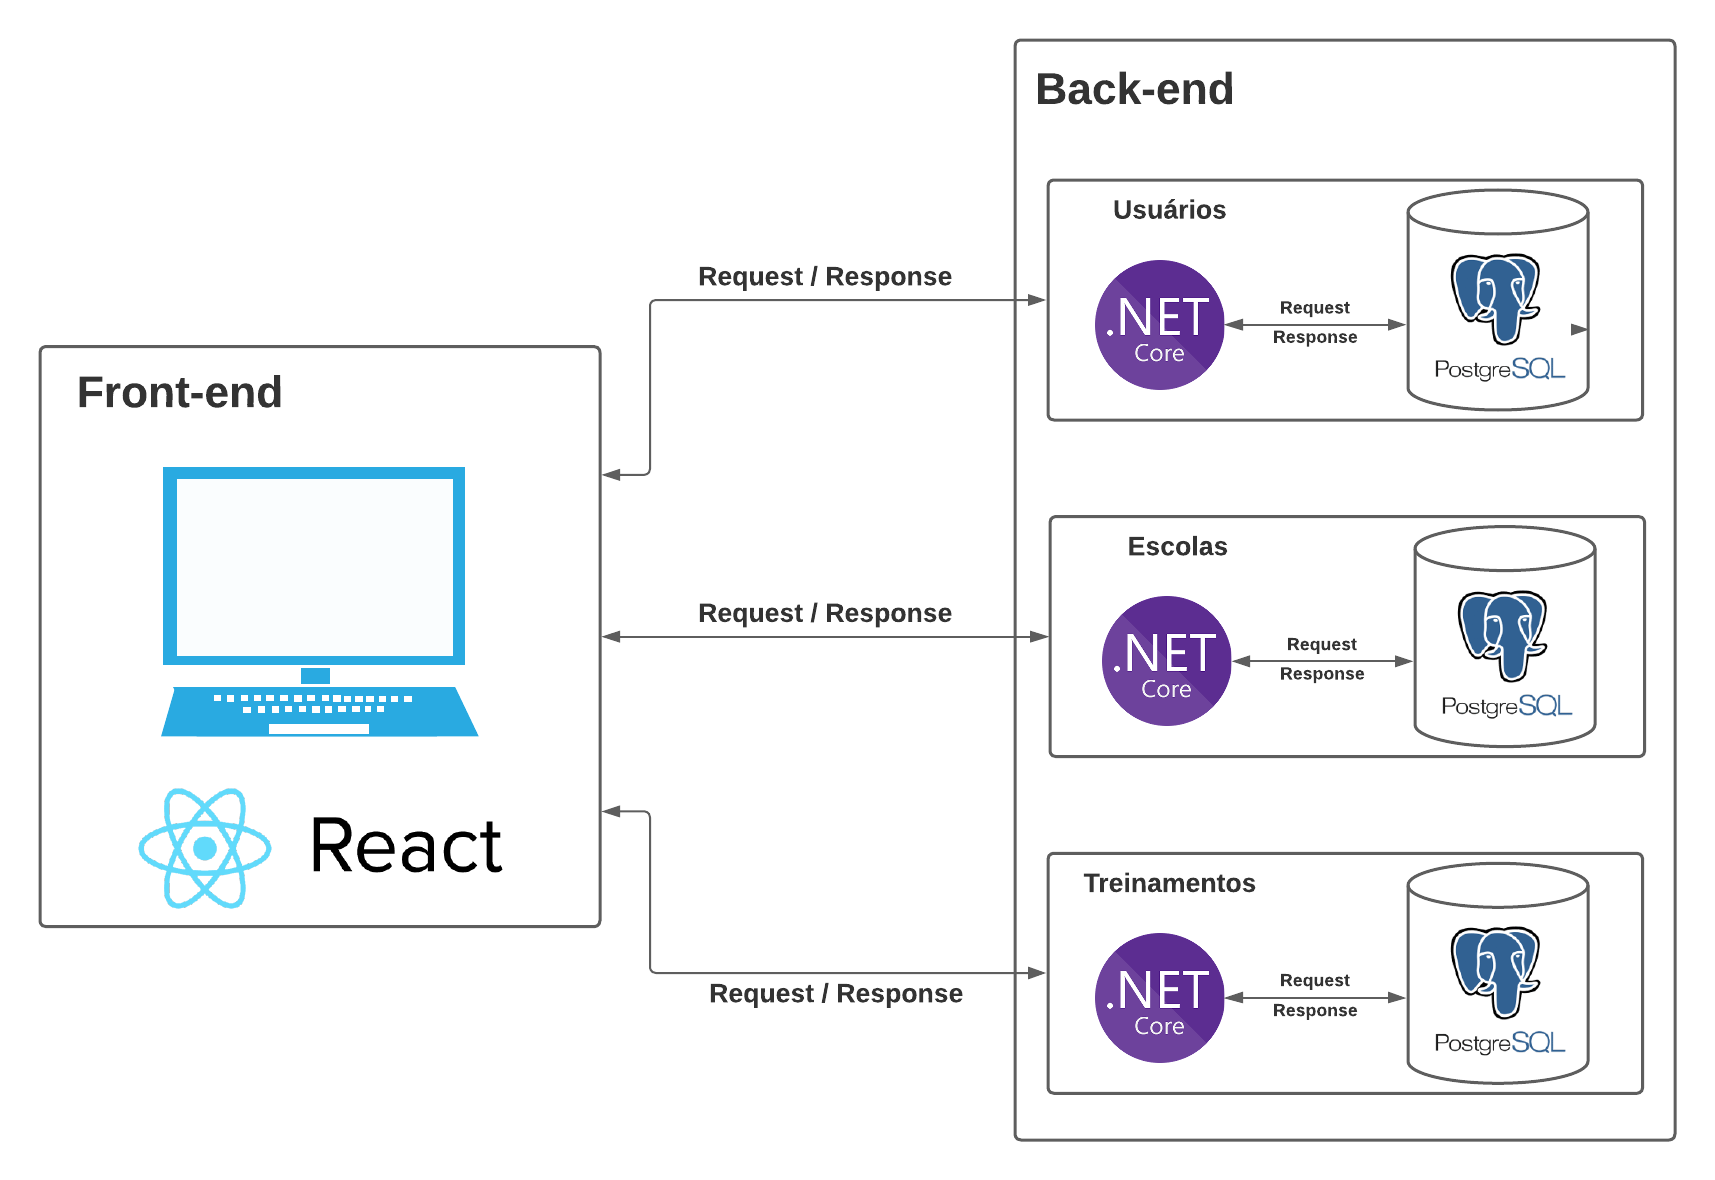 Back-end
Usuários
Request / Response
.NET
Core
Request
Response
PostgreSQL
Front-end
Escolas
Request / Response
.NET
Core
Request
Response
PostgreSQL
React
Treinamentos
Request / Response
.NET
Core
Request
Response
PostgreSQL